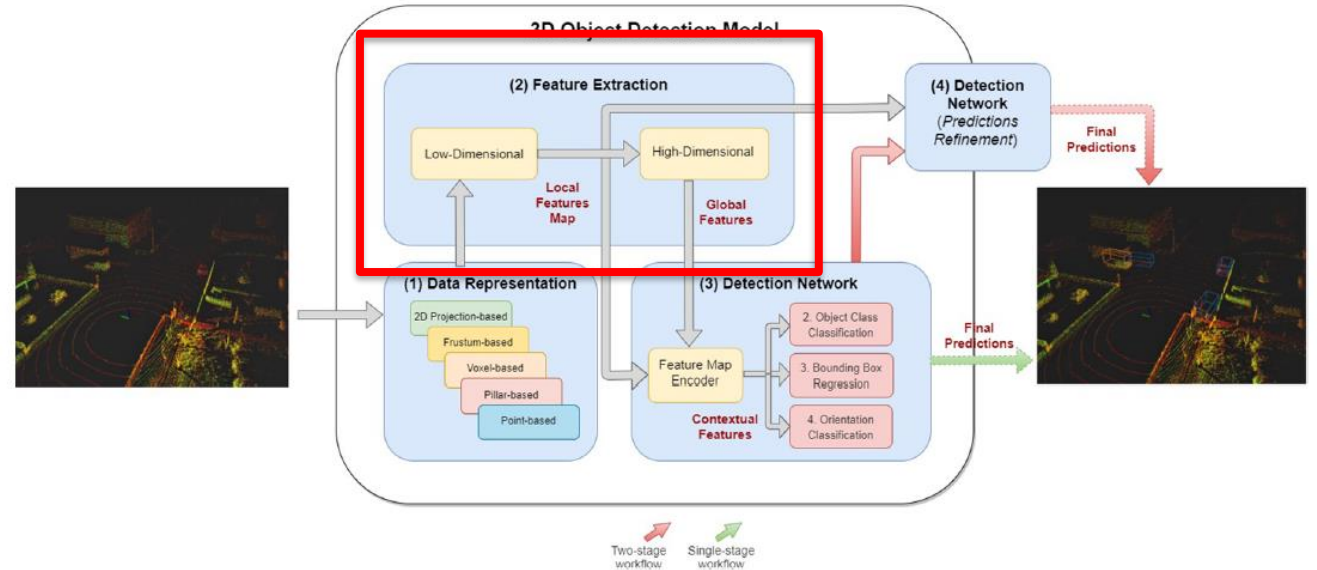 Object Detection Model
(2) Feature Extraction
Low-Dimensional
High-Dimensional
Local
Features
Map
Global
Features
(4) Detection
Network
(Predictions
Refinement)
Final
Predictions
(1) Data Representation
2D Projection-based
Frustum-based
Voxel-based
Pillar-based
Point-based
(3) Detection Network
Feature Map
Encoder
Contextual
Features
2. Object Class
Classification
3. Bounding Box
Regression
4. Orientation
Classification
Final
Predictions
Two-stage
workflow
Single-stage
workflow